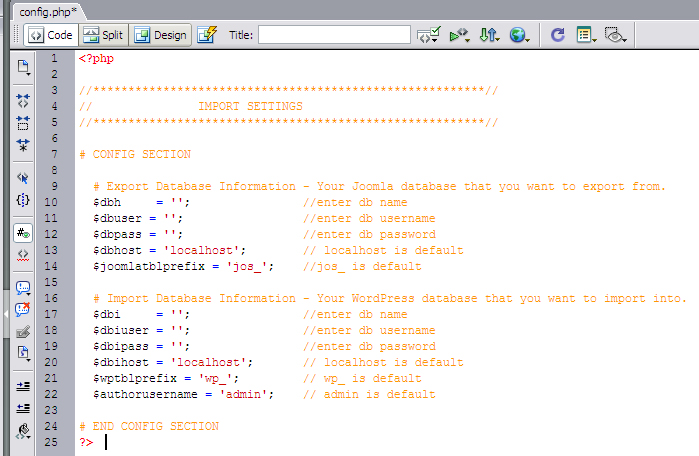 config.php*
Code Split Design Title:
1 <?php
2
3 //********************************************************//
4 // IMPORT SETTINGS
5 //********************************************************//
6
7 # CONFIG SECTION
8
9 # Export Database Information - Your Joomla database that you want to export from.
10 $dbh = ''; //enter db name
11 $dbuser = ''; //enter db username
12 $dbpass = ''; //enter db password
13 $dbhost = 'localhost'; // localhost is default
14 $joomlatblprefix = 'jos_'; //jos_ is default
15
16 # Import Database Information - Your WordPress database that you want to import into.
17 $dbi = ''; //enter db name
18 $dbiuser = ''; //enter db username
19 $dbipass = ''; //enter db password
20 $dbihost = 'localhost'; // localhost is default
21 $wptblprefix = 'wp_'; // wp_ is default
22 $authorusername = 'admin'; // admin is default
23
24 # END CONFIG SECTION
25 ?>